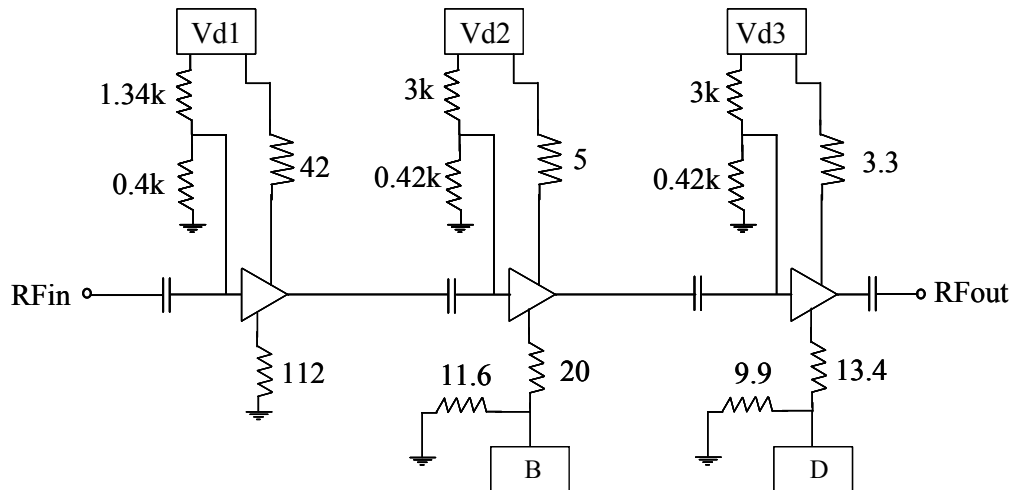 Vd1
Vd2
Vd3
1.34k
3k
3k
0.4k
42
0.42k
5
0.42k
3.3
RFin
RFout
112
11.6
20
9.9
13.4
B
D